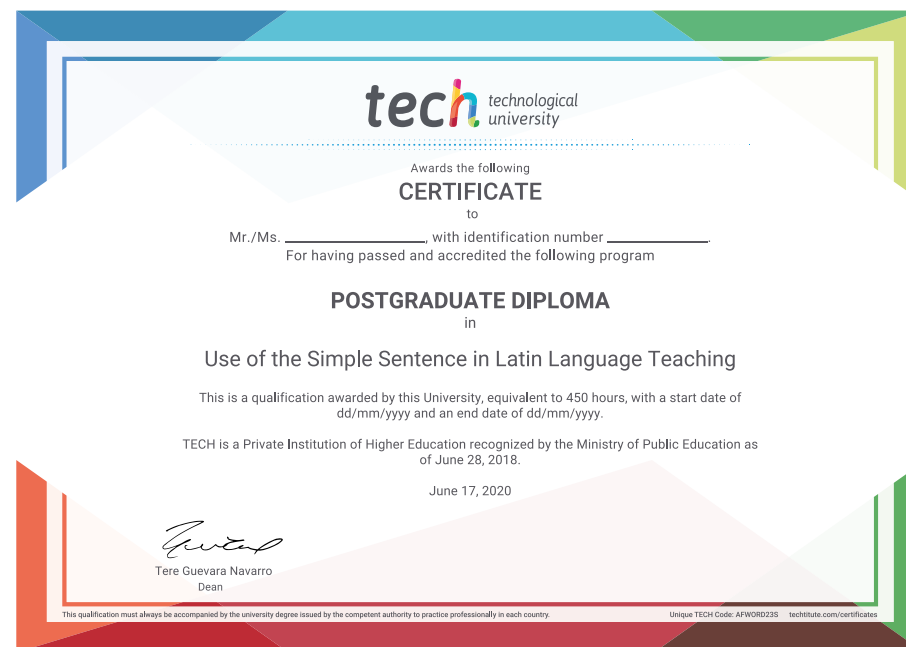 tech technological
university
Awards the following
CERTIFICATE
to
Mr./Ms. ____________________, with identification number ______________.
For having passed and accredited the following program
POSTGRADUATE DIPLOMA
in
Use of the Simple Sentence in Latin Language Teaching
This is a qualification awarded by this University, equivalent to 450 hours, with a start date of
dd/mm/yyyy and an end date of dd/mm/yyyy.
TECH is a Private Institution of Higher Education recognized by the Ministry of Public Education as
of June 28, 2018.
June 17, 2020
Tere Guevara Navarro
Dean
This qualification must always be accompanied by the university degree issued by the competent authority to practice professionally in each country. Unique TECH Code: AFWORD23S techtitute.com/certificates